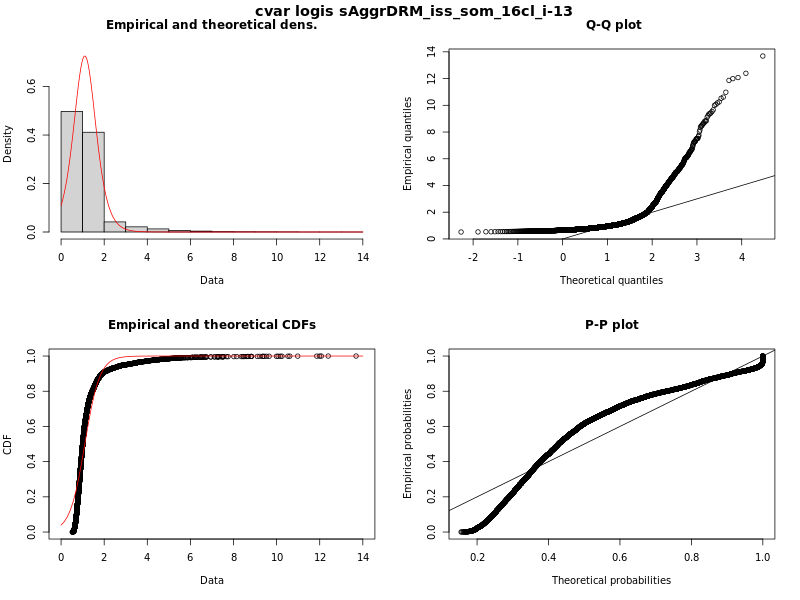 cvar logis sAggrDRM_iss_som_16cl_i-13
Empirical and theoretical dens.
Density
0.0 0.2 0.4 0.6
0 2 4 6 8 10 12 14
Data
Q-Q plot
Empirical quantiles
0 2 4 6 8 10 12 14
-2 -1 0 1 2 3 4
Theoretical quantiles
Empirical and theoretical CDFs
CDF
0.0 0.2 0.4 0.6 0.8 1.0
0 2 4 6 8 10 12 14
Data
P-P plot
Empirical probabilities
0.0 0.2 0.4 0.6 0.8 1.0
0.2 0.4 0.6 0.8 1.0
Theoretical probabilities